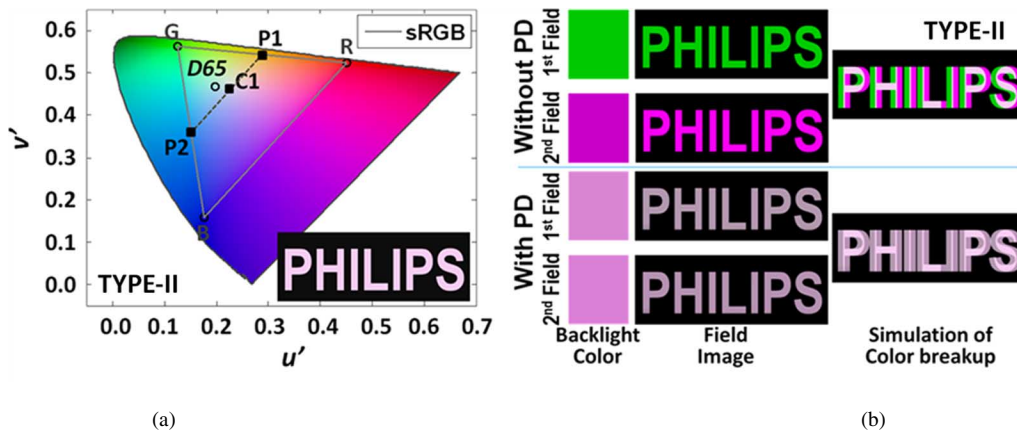 0.6
0.5
0.4
0.3
0.2
0.1
0.0
v'
G
P1
R
sRGB
D65
C1
P2
B
TYPE-II
PHILIPS
0.0 0.1 0.2 0.3 0.4 0.5 0.6 0.7
u'
(a)
TYPE-II
Without PD
1st Field
PHILIPS
PHILIPS
2nd Field
PHILIPS
With PD
1st Field
PHILIPS
PHILIPS
2nd Field
PHILIPS
Backlight
Color
Field
Image
Simulation of
Color breakup
(b)